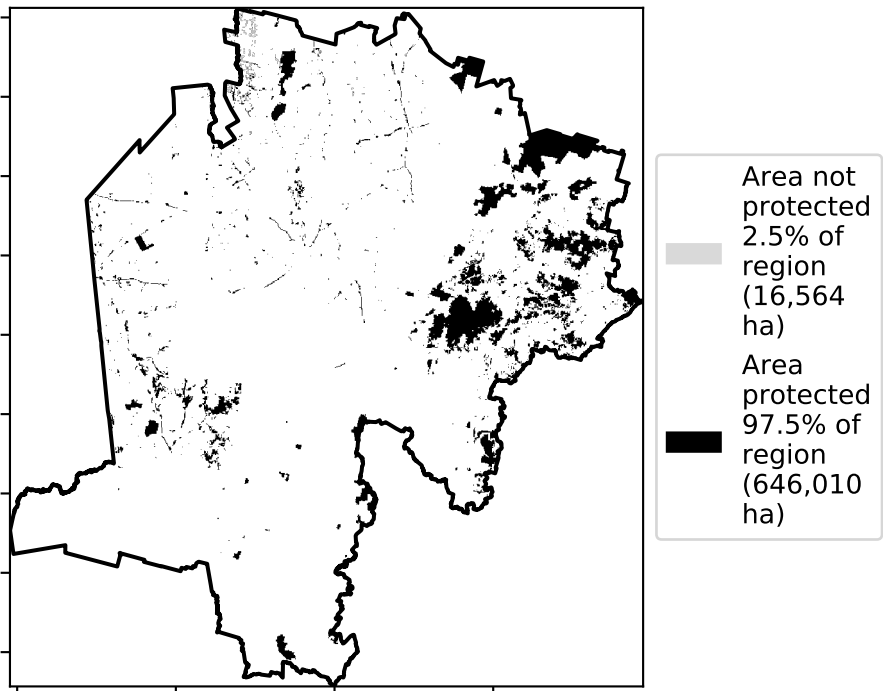 Area not
protected
2.5% of
region
(16,564
ha)
Area
protected
97.5% of
region
(646,010
ha)